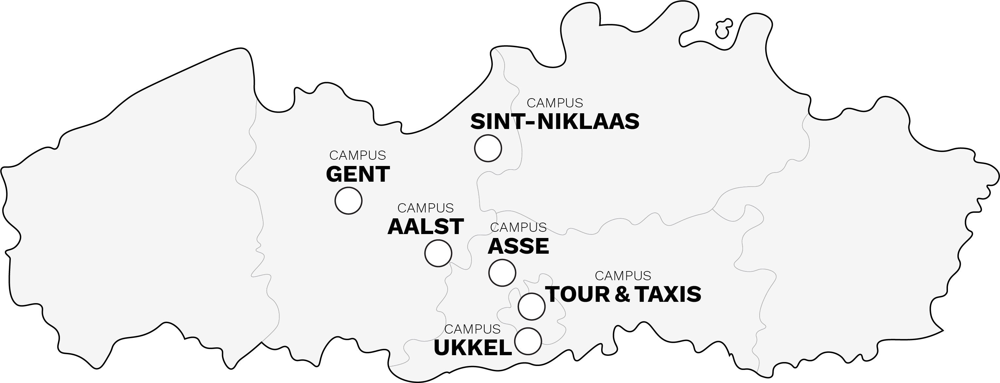 CAMPUS
SINT-NIKLAAS
CAMPUS
GENT
CAMPUS
AALST
CAMPUS
ASSE
CAMPUS
TOUR & TAXIS
CAMPUS
UKKEL